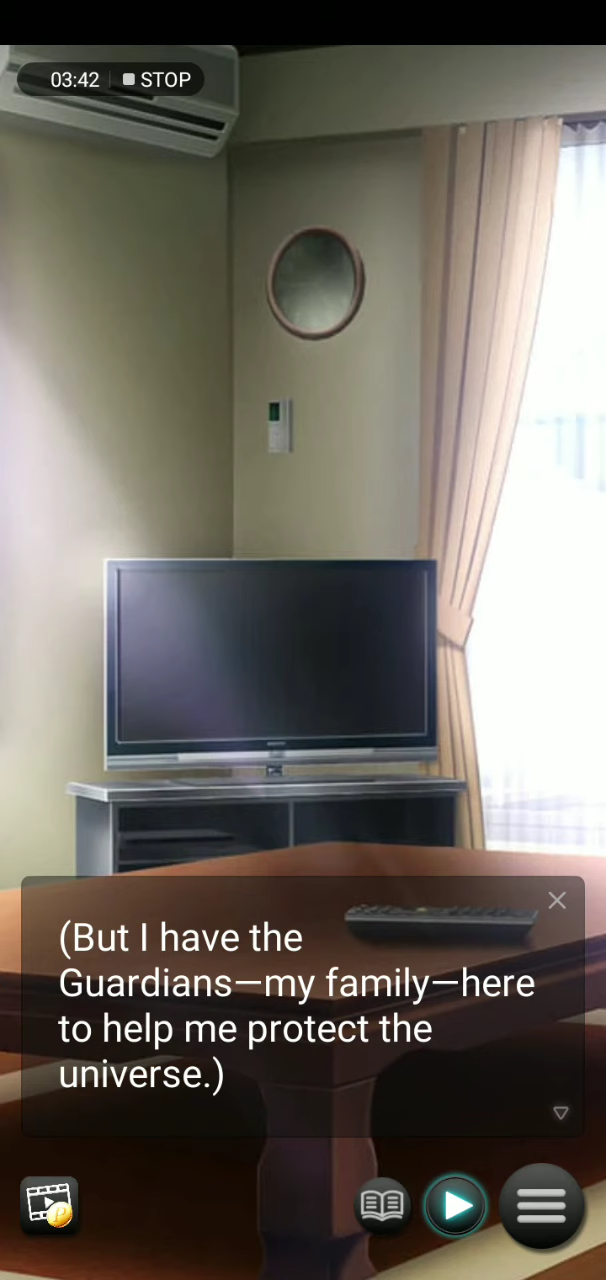 03:42 STOP
(But I have the
Guardians—my family—here
to help me protect the
universe.)